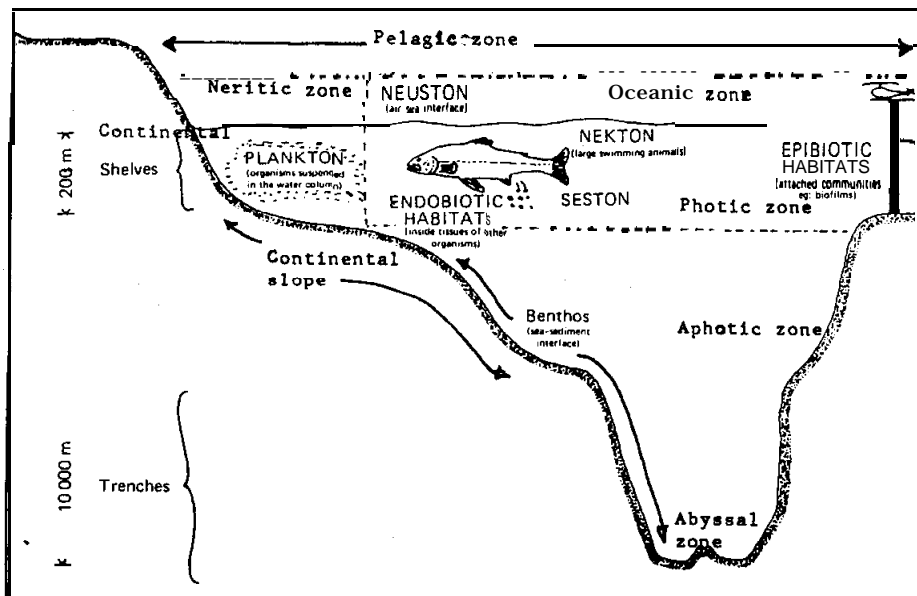 Pelagic zone
Neritic zone
NEUSTON
(air sea interface)
Oceanic zone
Continental
Shelves
200 m
PLANKTON
(organisms suspended
in the water column)
NEKTON
(large swimming animals)
EPIBIOTIC
HABITATS
(attached communities
eg: biofilms)
ENDOBIOTIC
HABITATS
(inside tissues of other
organisms)
SESTON
Photic zone
Continental
slope
Benthos
(sea-sediment
interface)
Aphotic zone
10 000 m
Trenches
Abyssal
zone